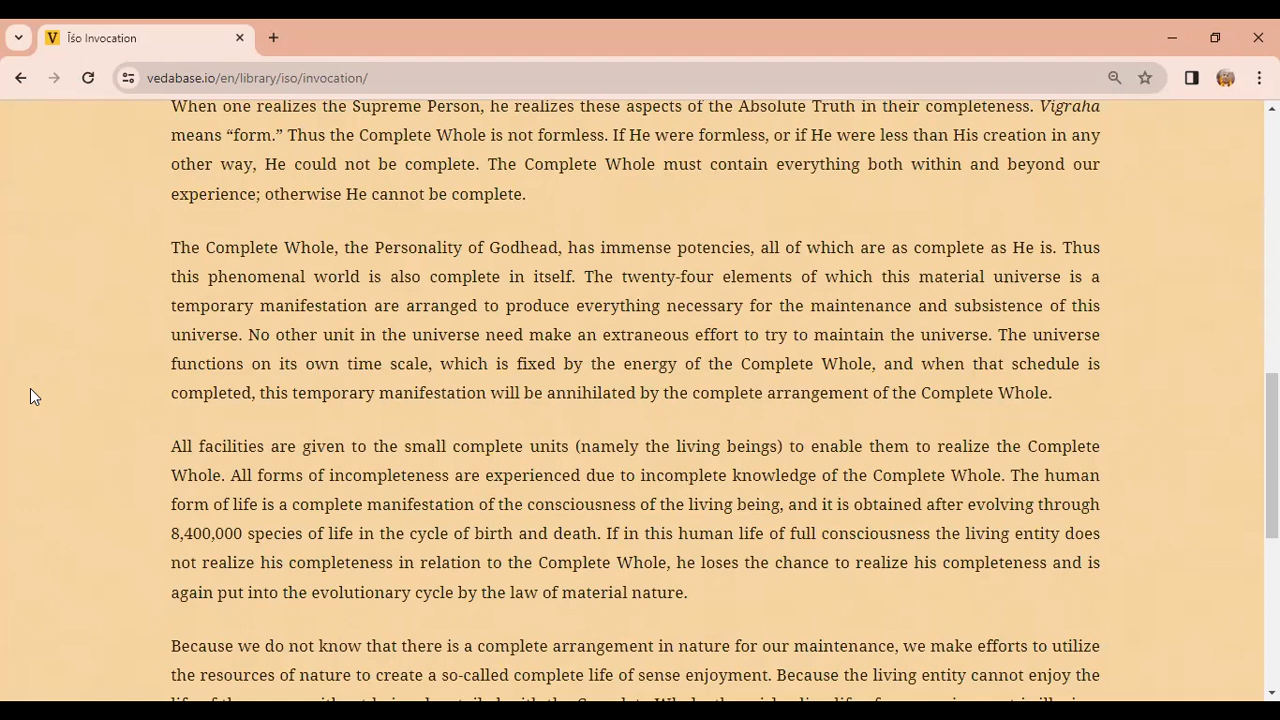 Īśo Invocation
vedabase.io/en/library/iso/invocation/
When one realizes the Supreme Person, he realizes these aspects of the Absolute Truth in their completeness. Vigraha
means “form.” Thus the Complete Whole is not formless. If He were formless, or if He were less than His creation in any
other way, He could not be complete. The Complete Whole must contain everything both within and beyond our
experience; otherwise He cannot be complete.
The Complete Whole, the Personality of Godhead, has immense potencies, all of which are as complete as He is. Thus
this phenomenal world is also complete in itself. The twenty-four elements of which this material universe is a
temporary manifestation are arranged to produce everything necessary for the maintenance and subsistence of this
universe. No other unit in the universe need make an extraneous effort to try to maintain the universe. The universe
functions on its own time scale, which is fixed by the energy of the Complete Whole, and when that schedule is
completed, this temporary manifestation will be annihilated by the complete arrangement of the Complete Whole.
All facilities are given to the small complete units (namely the living beings) to enable them to realize the Complete
Whole. All forms of incompleteness are experienced due to incomplete knowledge of the Complete Whole. The human
form of life is a complete manifestation of the consciousness of the living being, and it is obtained after evolving through
8,400,000 species of life in the cycle of birth and death. If in this human life of full consciousness the living entity does
not realize his completeness in relation to the Complete Whole, he loses the chance to realize his completeness and is
again put into the evolutionary cycle by the law of material nature.
Because we do not know that there is a complete arrangement in nature for our maintenance, we make efforts to utilize
the resources of nature to create a so-called complete life of sense enjoyment. Because the living entity cannot enjoy the